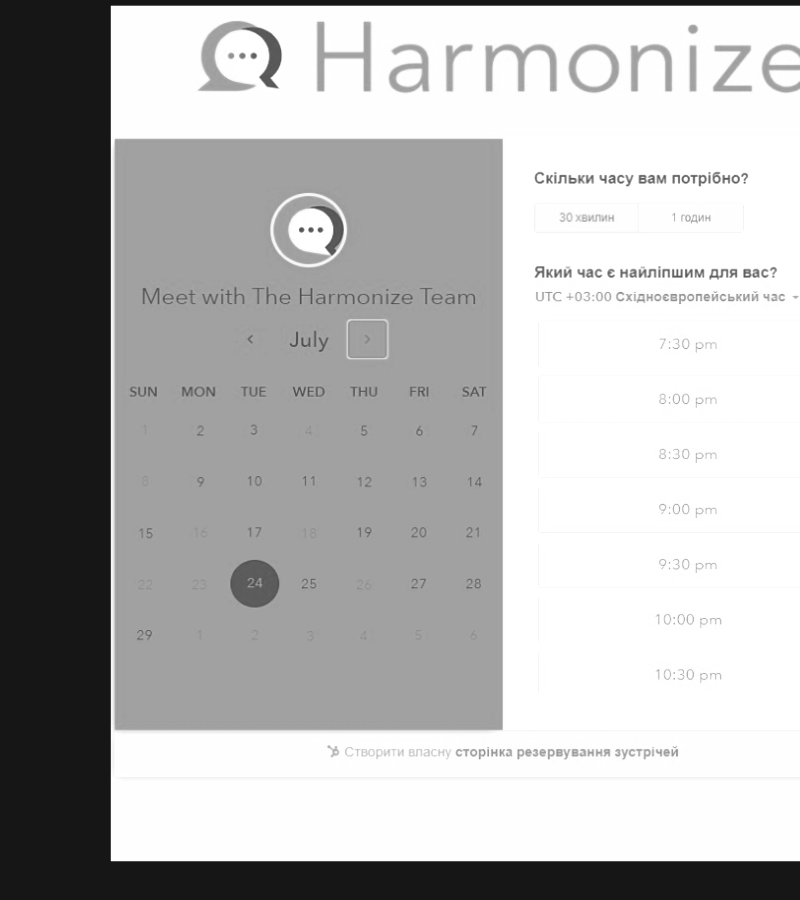 Harmonize
Meet with The Harmonize Team
July
SUN MON TUE WED THU FRI SAT
1 2 3 4 5 6 7
8 9 10 11 12 13 14
15 16 17 18 19 20 21
22 23 24 25 26 27 28
29 1 2 3 4 5 6
Скільки часу вам потрібно?
30 хвилин 1 годин
Який час є найліпшим для вас?
UTC +03:00 Східноєвропейський час
7:30 pm
8:00 pm
8:30 pm
9:00 pm
9:30 pm
10:00 pm
10:30 pm
Створити власну сторінка резервування зустрічей